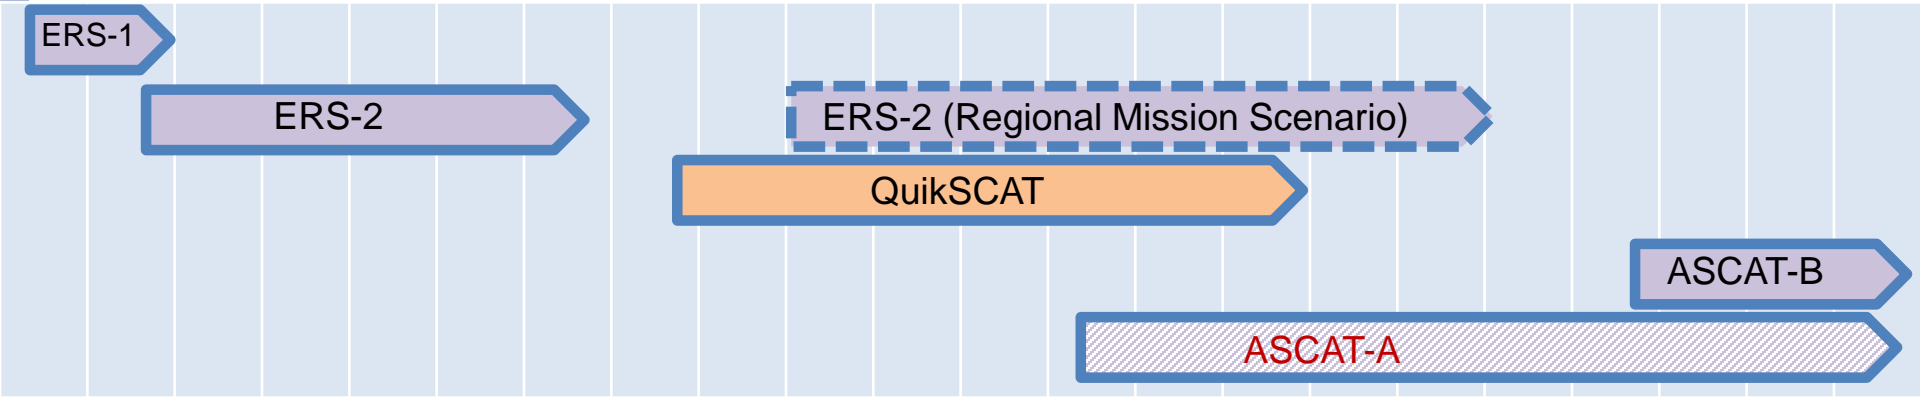 ERS-1
ERS-2
ERS-2 (Regional Mission Scenario)
QuikSCAT
ASCAT-B
ASCAT-A